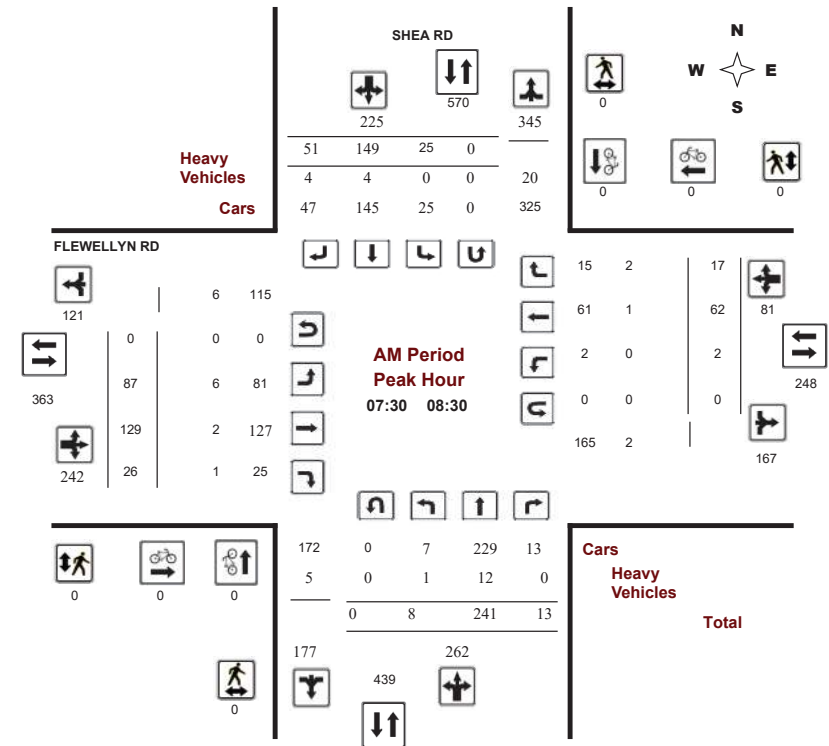 SHEA RD
N
W E
S
570
0
225 345
51 149 25 0
Heavy
Vehicles
4 4 0 0 20
Cars
47 145 25 0 325
0 0 0
FLEWELLYN RD
121
6 115
0 0 0
363
87 6 81
129 2 127
242
26 1 25
AM Period
Peak Hour
07:30 08:30
15 2 17
61 1 62 81
2 0 2
248
0 0 0
165 2
167
172 0 7 229 13
5 0 1 12 0
0 8 241 13
177 262
439
0 0 0
0
Cars
Heavy
Vehicles
Total